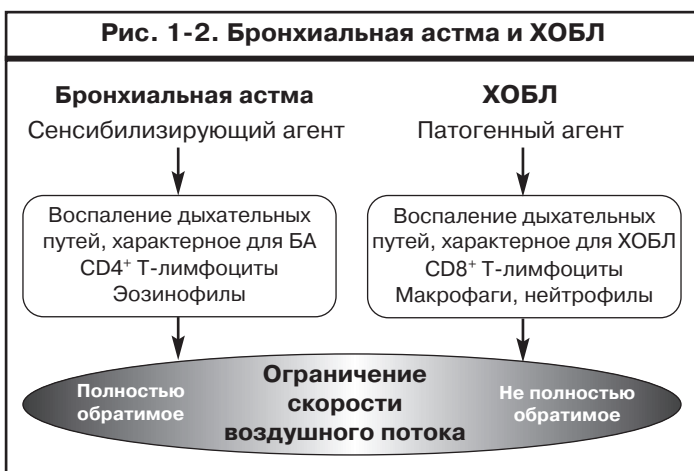 Рис. 1-2. Бронхиальная астма и ХОБЛ
Бронхиальная астма
Сенсибилизирующий агент
Воспаление дыхательных
путей, характерное для БА
CD4⁺ Т-лимфоциты
Эозинофилы
ХОБЛ
Патогенный агент
Воспаление дыхательных
путей, характерное для ХОБЛ
CD8⁺ Т-лимфоциты
Макрофаги, нейтрофилы
Полностью
обратимое
Ограничение
скорости
воздушного потока
Не полностью
обратимое